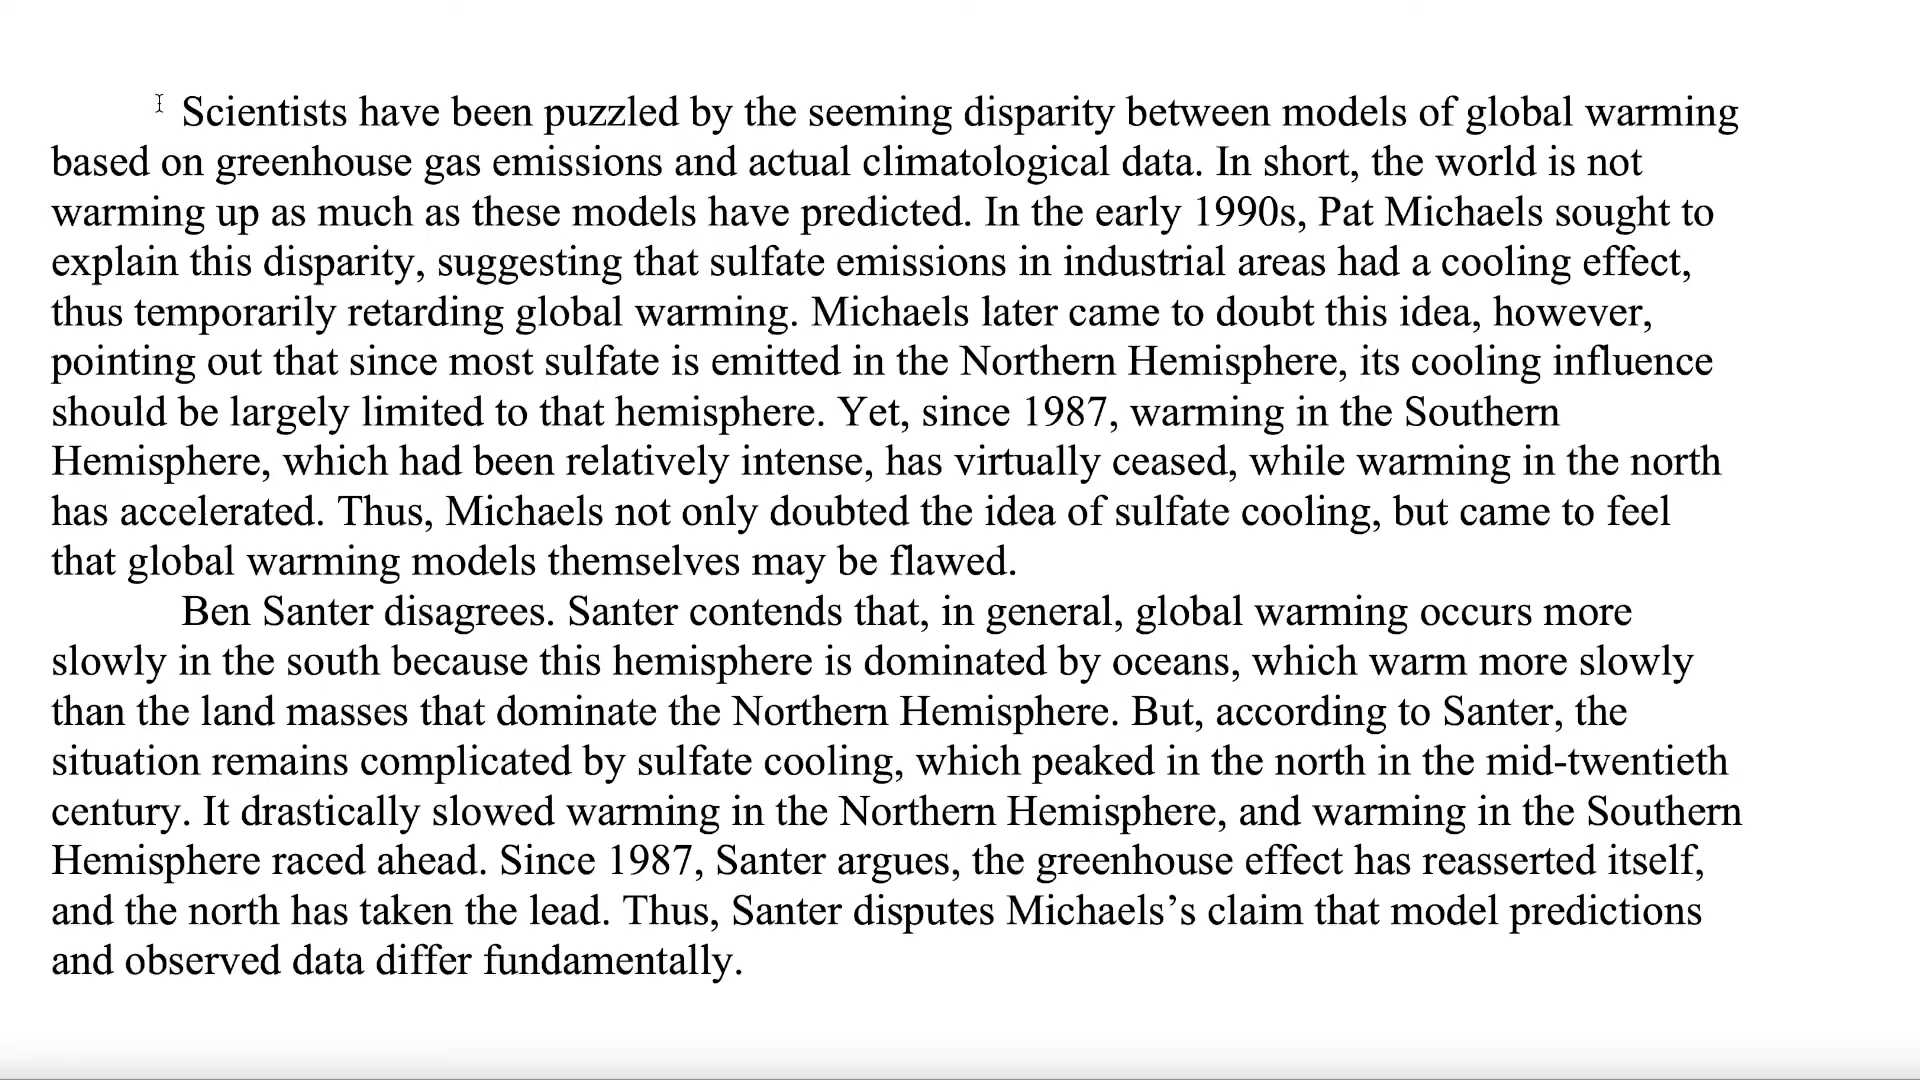 Scientists have been puzzled by the seeming disparity between models of global warming
based on greenhouse gas emissions and actual climatological data. In short, the world is not
warming up as much as these models have predicted. In the early 1990s, Pat Michaels sought to
explain this disparity, suggesting that sulfate emissions in industrial areas had a cooling effect,
thus temporarily retarding global warming. Michaels later came to doubt this idea, however,
pointing out that since most sulfate is emitted in the Northern Hemisphere, its cooling influence
should be largely limited to that hemisphere. Yet, since 1987, warming in the Southern
Hemisphere, which had been relatively intense, has virtually ceased, while warming in the north
has accelerated. Thus, Michaels not only doubted the idea of sulfate cooling, but came to feel
that global warming models themselves may be flawed.
Ben Santer disagrees. Santer contends that, in general, global warming occurs more
slowly in the south because this hemisphere is dominated by oceans, which warm more slowly
than the land masses that dominate the Northern Hemisphere. But, according to Santer, the
situation remains complicated by sulfate cooling, which peaked in the north in the mid-twentieth
century. It drastically slowed warming in the Northern Hemisphere, and warming in the Southern
Hemisphere raced ahead. Since 1987, Santer argues, the greenhouse effect has reasserted itself,
and the north has taken the lead. Thus, Santer disputes Michaels’s claim that model predictions
and observed data differ fundamentally.